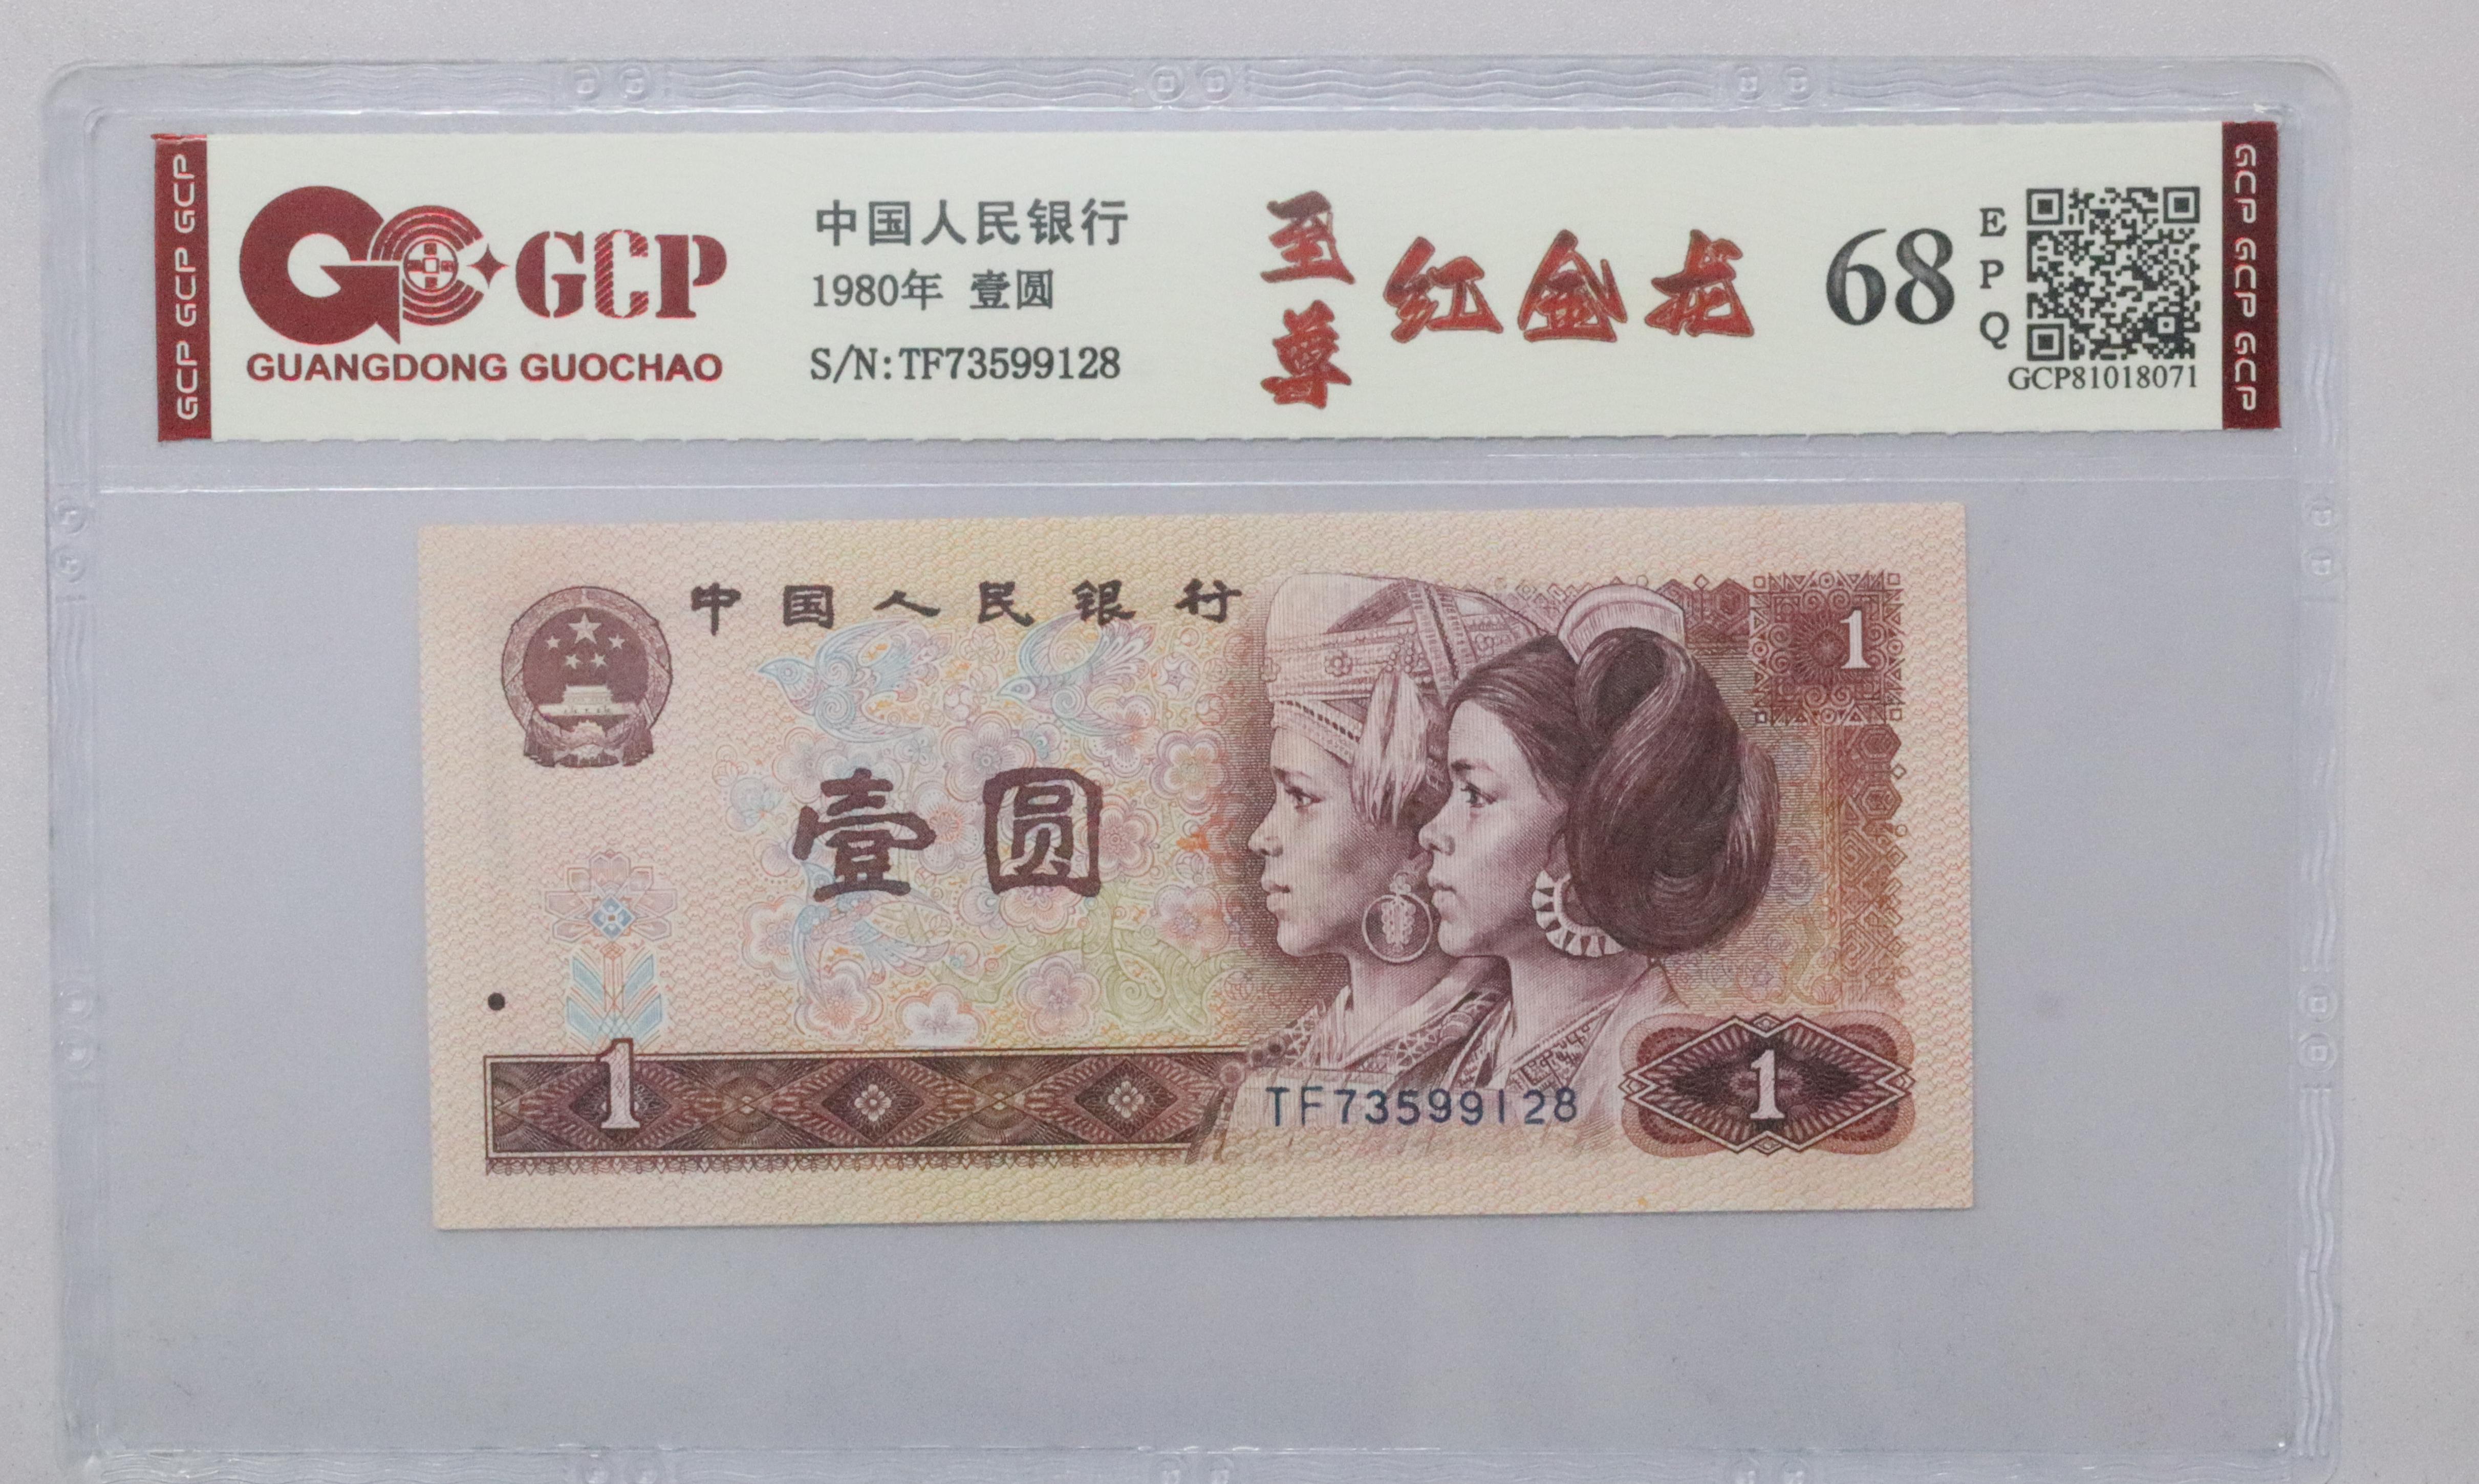 GCP GCP GCP
GCP
GUANGDONG GUOCHAO
中国人民银行
1980年 壹圆
S/N:TF73599128
至尊
红金龙
68
EPQ
GCP81018071
GCP GCP GCP
中国人民银行
1
壹圆
1
TF73599128
1